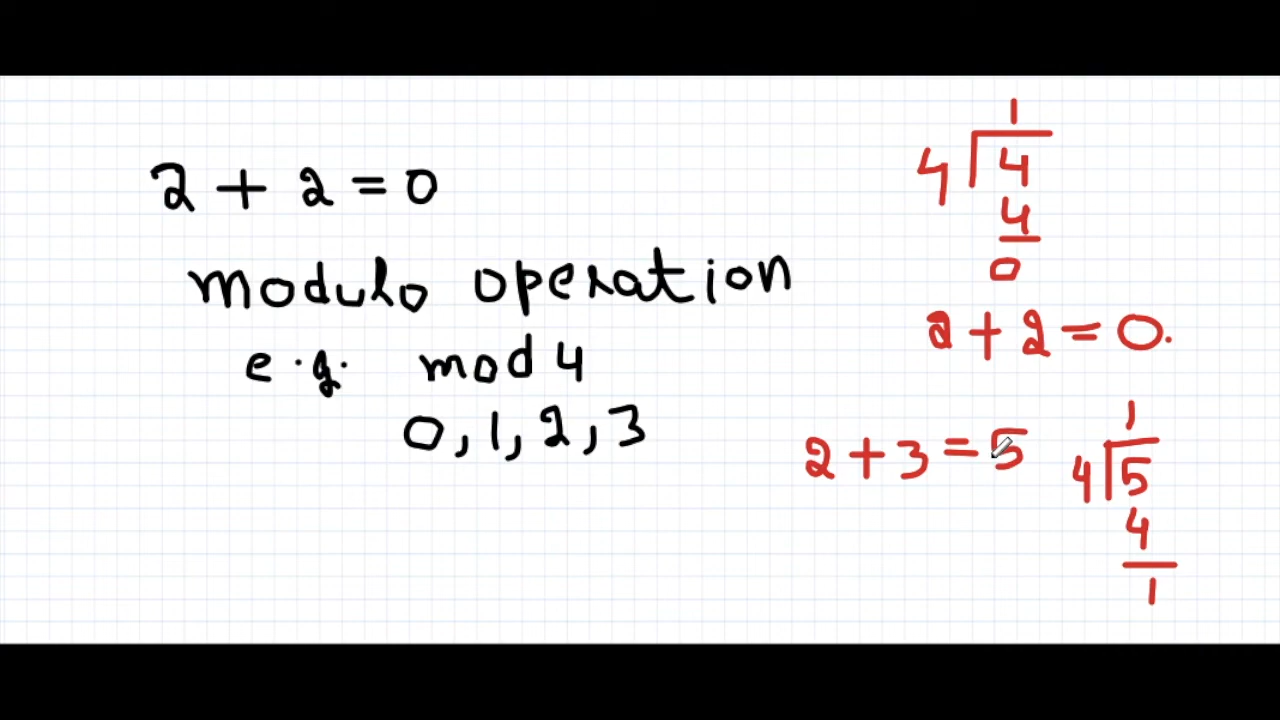 2 + 2 = 0
modulo operation
e.g. mod 4
0, 1, 2, 3
1
4 4
4
0
2 + 2 = 0.
2 + 3 = 5
1
4 5
4
1